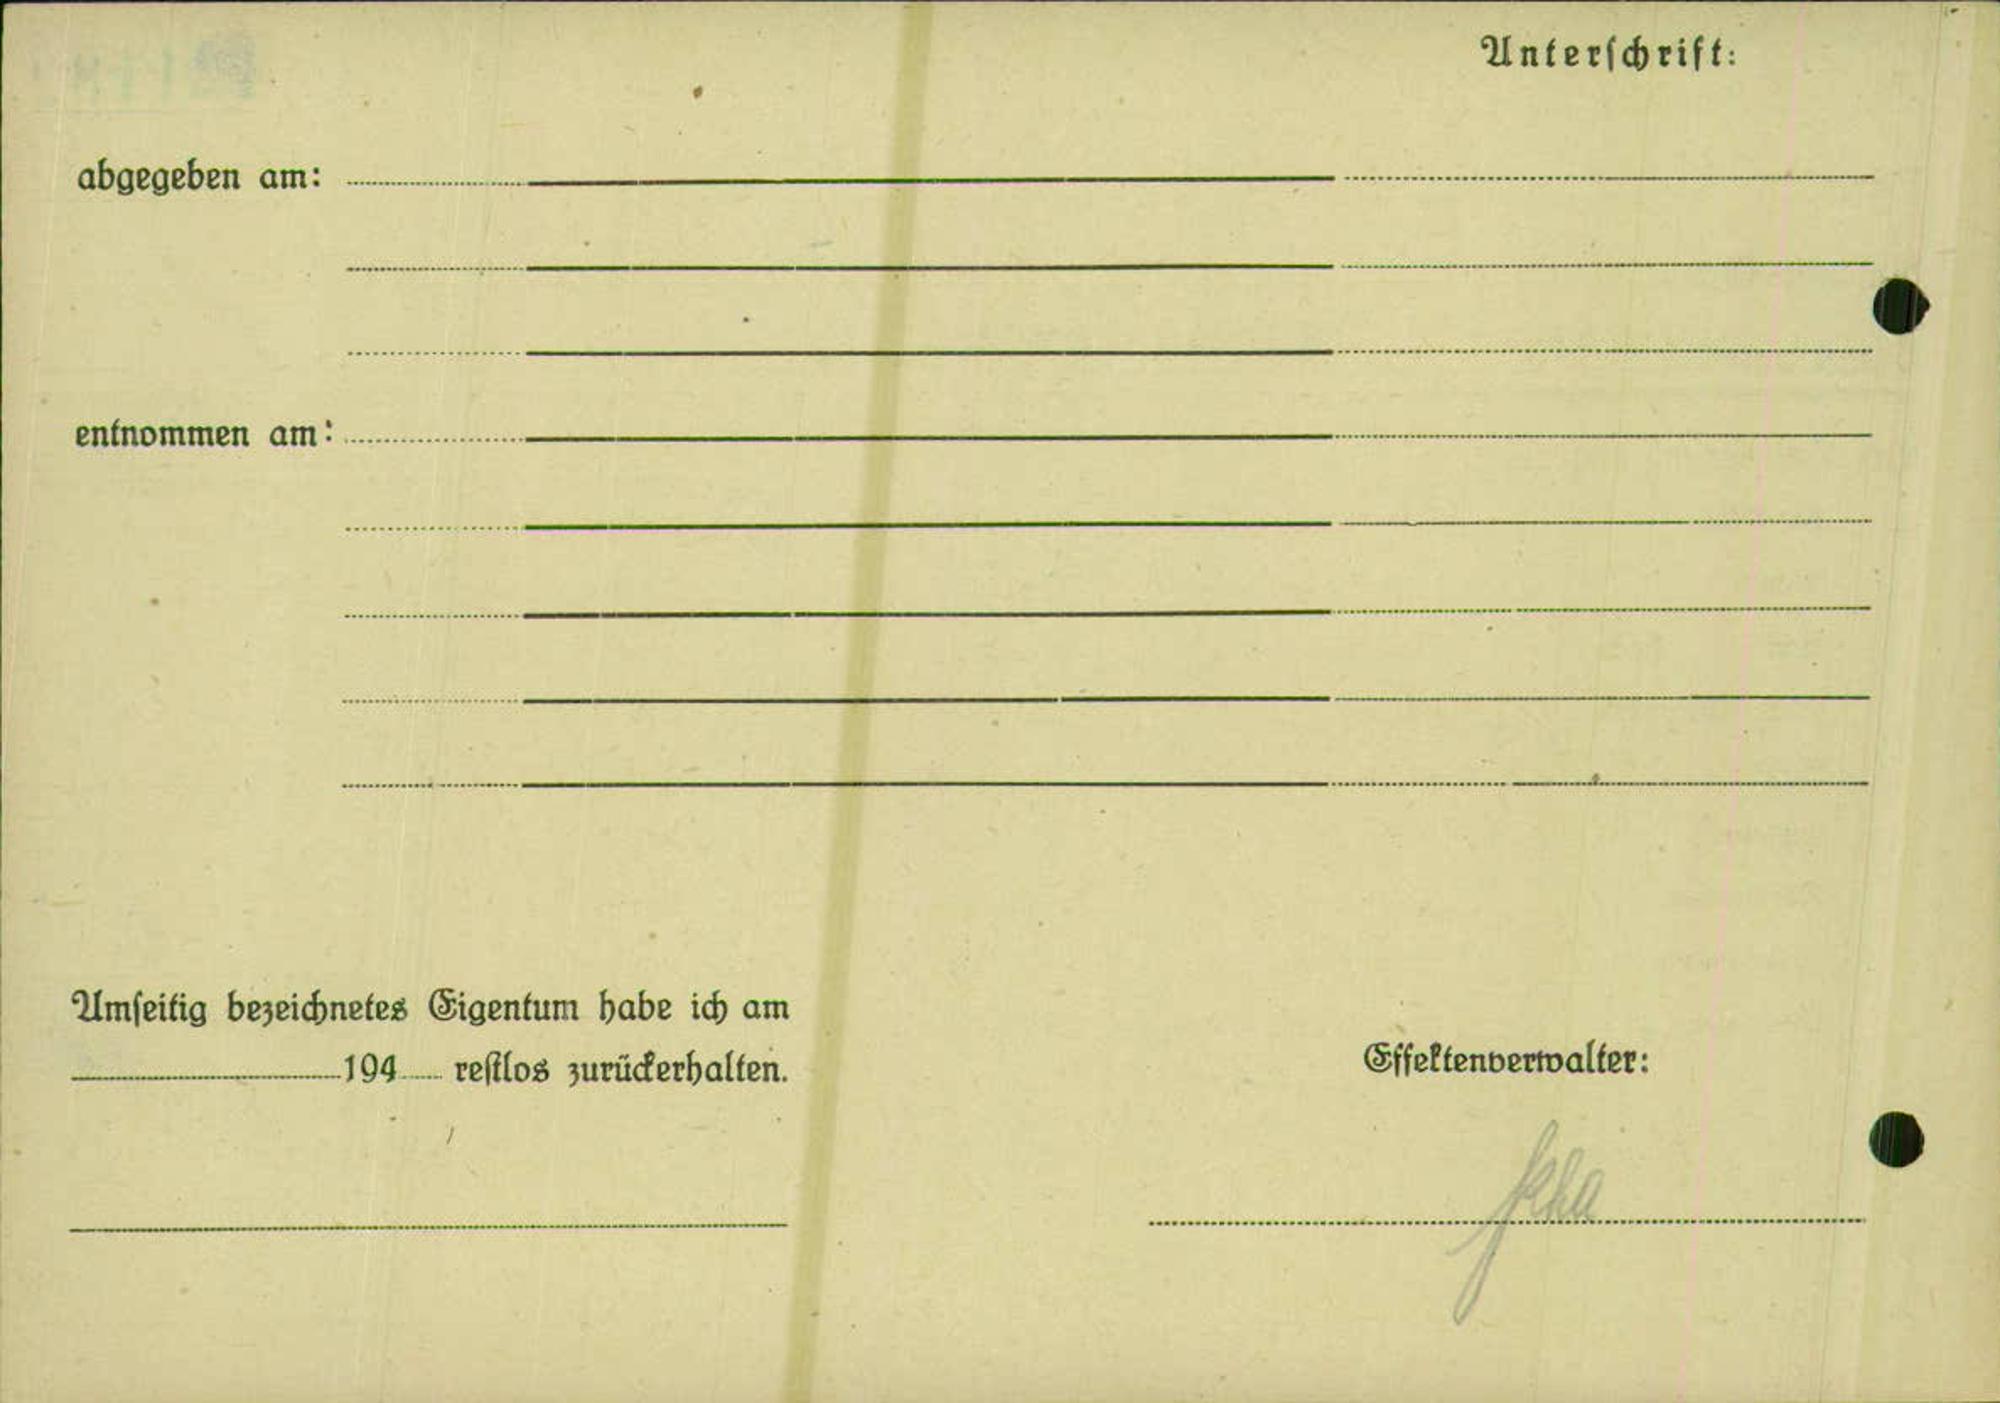 Unterschrift:
abgegeben am:
entnommen am:
Umseitig bezeichnetes Eigentum habe ich am
194 restlos zurückerhalten.
Effektenverwalter: